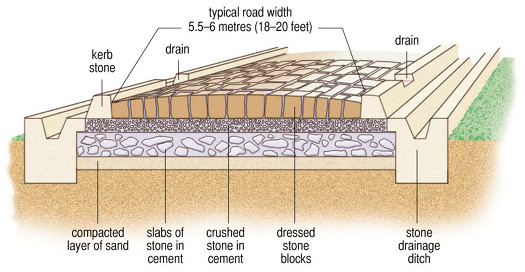 typical road width
5.5–6 metres (18–20 feet)
kerb
stone
drain
drain
compacted
layer of sand
slabs of
stone in
cement
crushed
stone in
cement
dressed
stone
blocks
stone
drainage
ditch